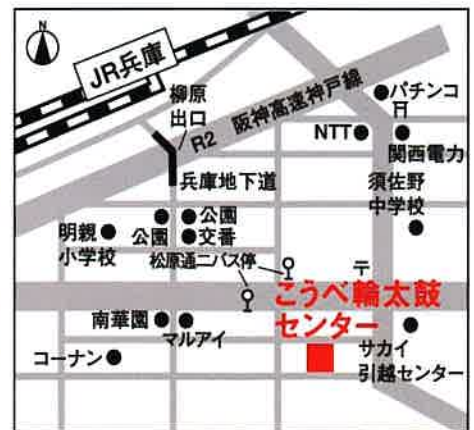 N
JR兵庫
柳原
出口
R2 阪神高速神戸線
パチンコ
NTT
関西電力
兵庫地下道
須佐野
中学校
公園
明親
小学校
公園
交番
松原通二バス停
〒
こうべ輪太鼓
センター
南華園
マルアイ
サカイ
引越センター
コーナン